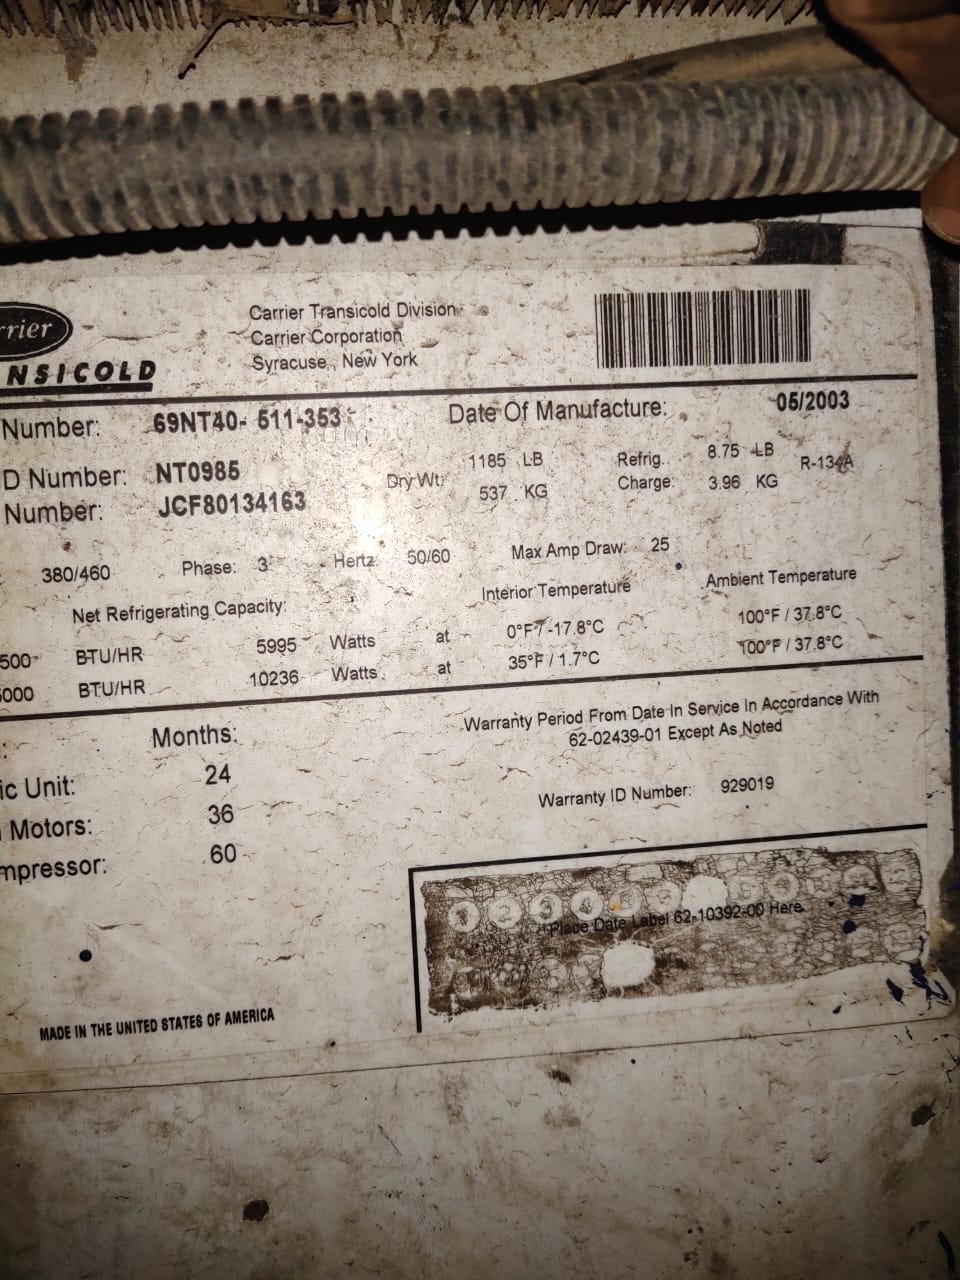 rrier
NSICOLD
Carrier Transicold Division
Carrier Corporation
Syracuse, New York
Number: 69NT40- 511-353 Date Of Manufacture: 05/2003
D Number: NT0985
Number: JCF80134163
Dry Wt: 1185 LB Refrig. 8.75 LB R-134A
537 KG Charge: 3.96 KG
: 380/460 Phase: 3 Hertz: 50/60 Max Amp Draw: 25
Net Refrigerating Capacity: Interior Temperature Ambient Temperature
500 BTU/HR 5995 Watts at 0°F / -17.8°C 100°F / 37.8°C
000 BTU/HR 10236 Watts at 35°F / 1.7°C 100°F / 37.8°C
Months:
ic Unit: 24
Motors: 36
mpressor: 60
Warranty Period From Date In Service In Accordance With
62-02439-01 Except As Noted
Warranty ID Number: 929019
1 2 3 4
Place Date Label 62-10392-00 Here
MADE IN THE UNITED STATES OF AMERICA